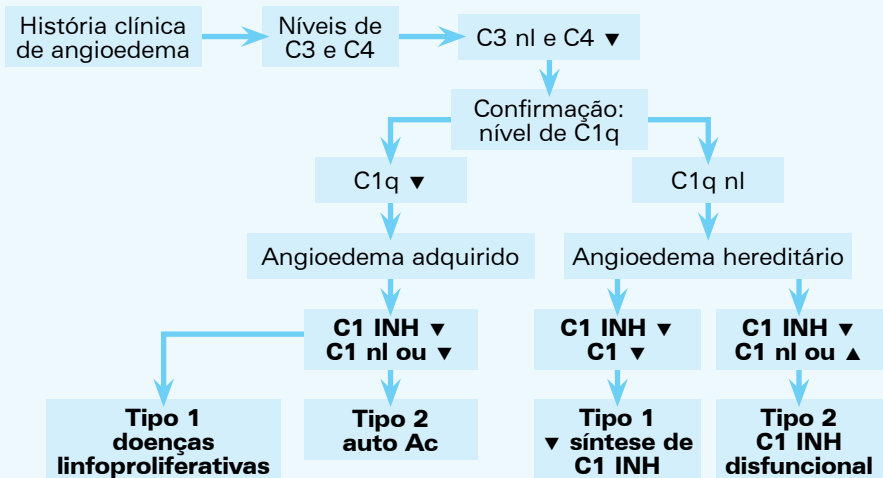 História clínica
de angioedema
Níveis de
C3 e C4
C3 nl e C4 ▼
Confirmação:
nível de C1q
C1q ▼
C1q nl
Angioedema adquirido
Angioedema hereditário
C1 INH ▼
C1 nl ou ▼
C1 INH ▼
C1 ▼
C1 INH ▼
C1 nl ou ▲
Tipo 1
doenças
linfoproliferativas
Tipo 2
auto Ac
Tipo 1
▼ síntese de
C1 INH
Tipo 2
C1 INH
disfuncional